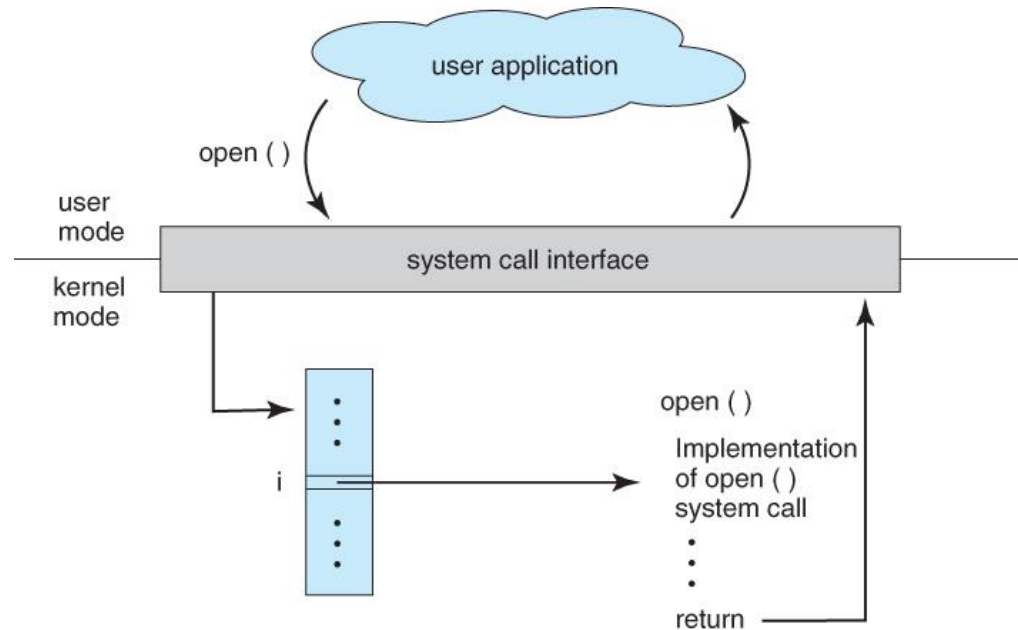 user application
open ( )
user
mode
system call interface
kernel
mode
open ( )
Implementation
of open ( )
system call
i
return